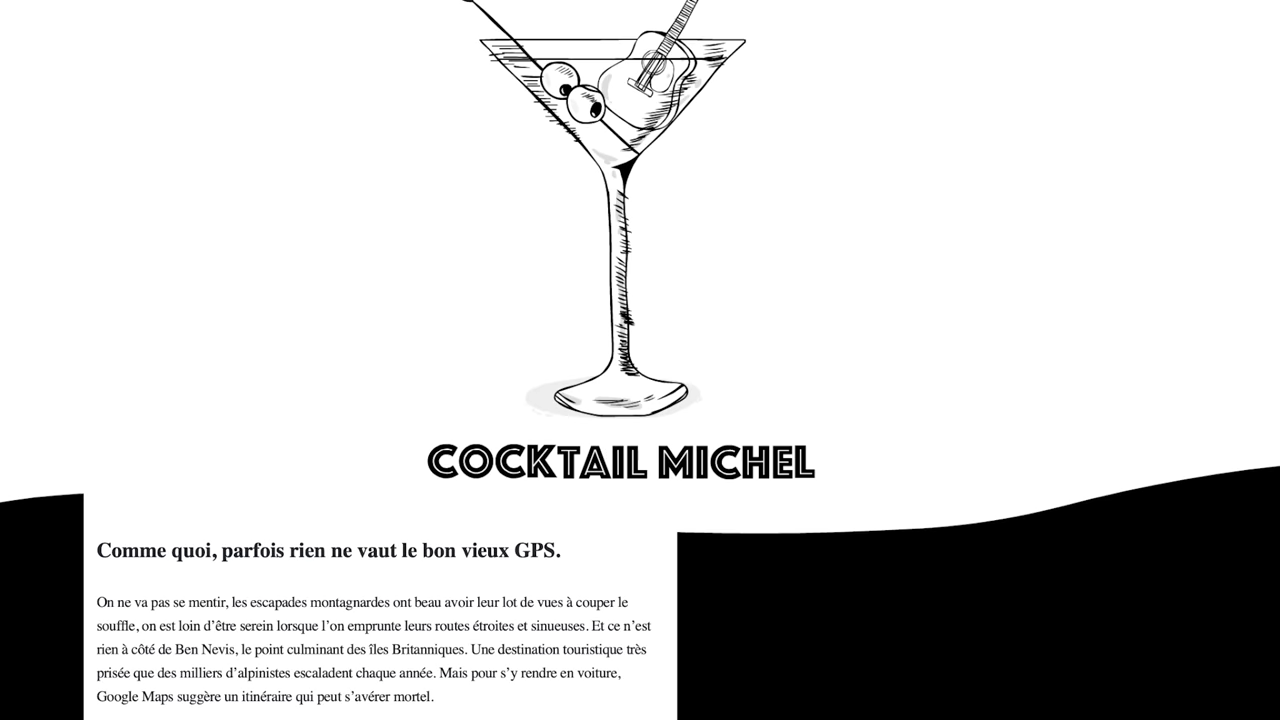 COCKTAIL MICHEL
Comme quoi, parfois rien ne vaut le bon vieux GPS.
On ne va pas se mentir, les escapades montagnardes ont beau avoir leur lot de vues à couper le
souffle, on est loin d’être serein lorsque l’on emprunte leurs routes étroites et sinueuses. Et ce n’est
rien à côté de Ben Nevis, le point culminant des îles Britanniques. Une destination touristique très
prisée que des milliers d’alpinistes escaladent chaque année. Mais pour s’y rendre en voiture,
Google Maps suggère un itinéraire qui peut s’avérer mortel.